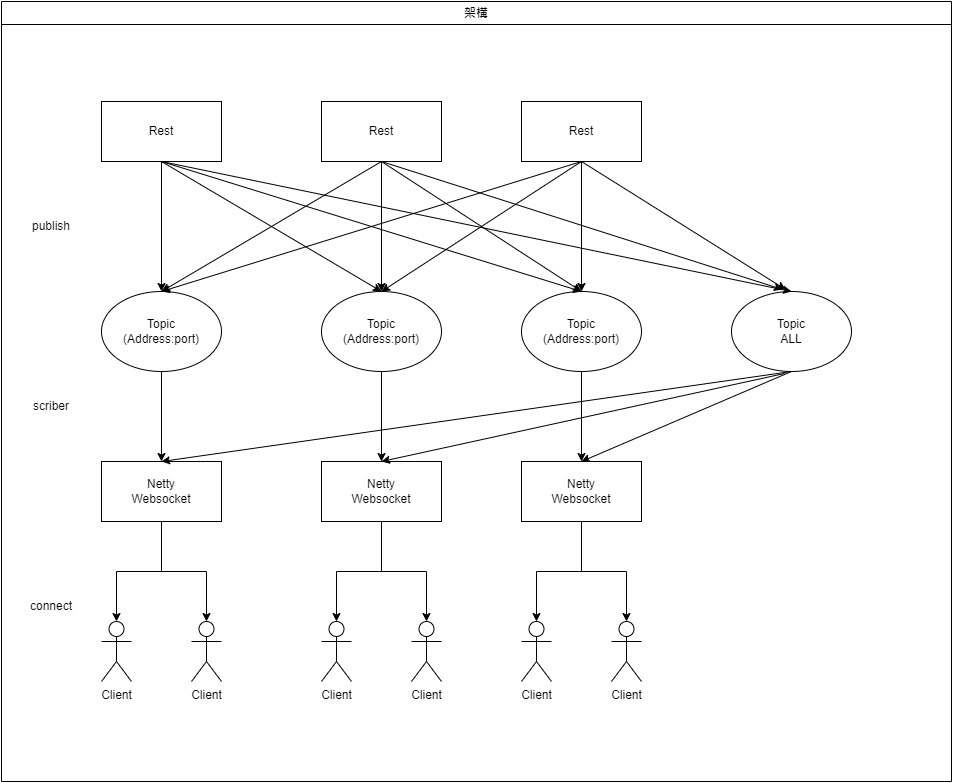 架構
Rest
Rest
Rest
publish
Topic
(Address:port)
Topic
(Address:port)
Topic
(Address:port)
Topic
ALL
scriber
Netty
Websocket
Netty
Websocket
Netty
Websocket
connect
Client
Client
Client
Client
Client
Client